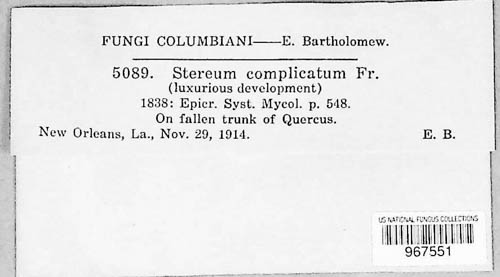 FUNGI COLUMBIANI—E. Bartholomew.
5089. Stereum complicatum Fr.
(luxurious development)
1838: Epicr. Syst. Mycol. p. 548.
On fallen trunk of Quercus.
New Orleans, La., Nov. 29, 1914. E. B.
US NATIONAL FUNGUS COLLECTIONS
967551